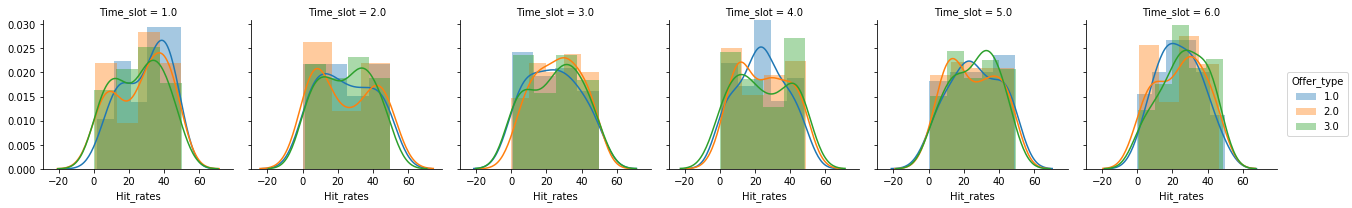 Time_slot = 1.0 Time_slot = 2.0 Time_slot = 3.0 Time_slot = 4.0 Time_slot = 5.0 Time_slot = 6.0
0.030
0.025
0.020
0.015
0.010
0.005
0.000
Offer_type
1.0
2.0
3.0
−20 0 20 40 60 −20 0 20 40 60 −20 0 20 40 60 −20 0 20 40 60 −20 0 20 40 60 −20 0 20 40 60
Hit_rates Hit_rates Hit_rates Hit_rates Hit_rates Hit_rates